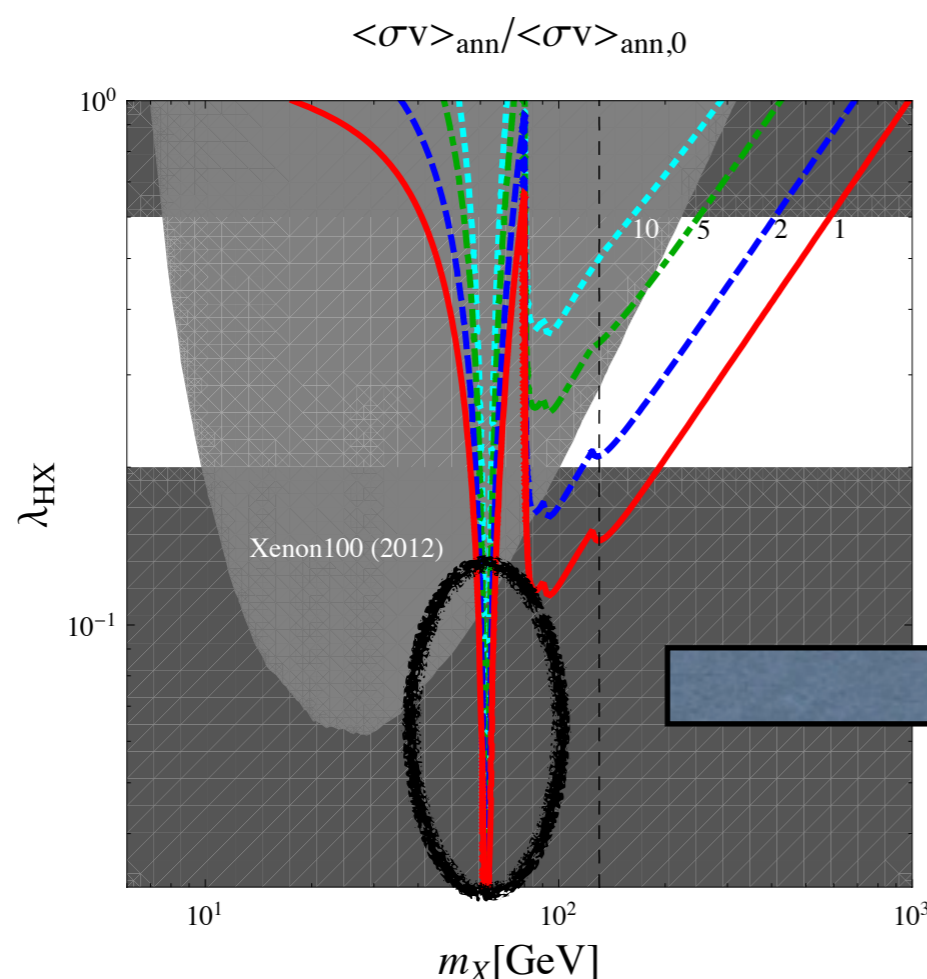 <σv>ann/<σv>ann,0
10⁰
10 5 2 1
λHX
Xenon100 (2012)
10⁻¹
10¹ 10² 10³
mX[GeV]